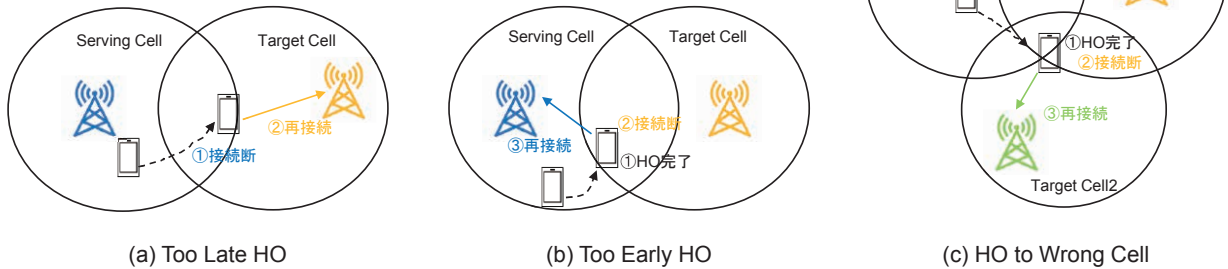 Serving Cell
Target Cell
①接続断
②再接続
(a) Too Late HO
Serving Cell
Target Cell
①HO完了
②接続断
③再接続
(b) Too Early HO
①HO完了
②接続断
③再接続
Target Cell2
(c) HO to Wrong Cell